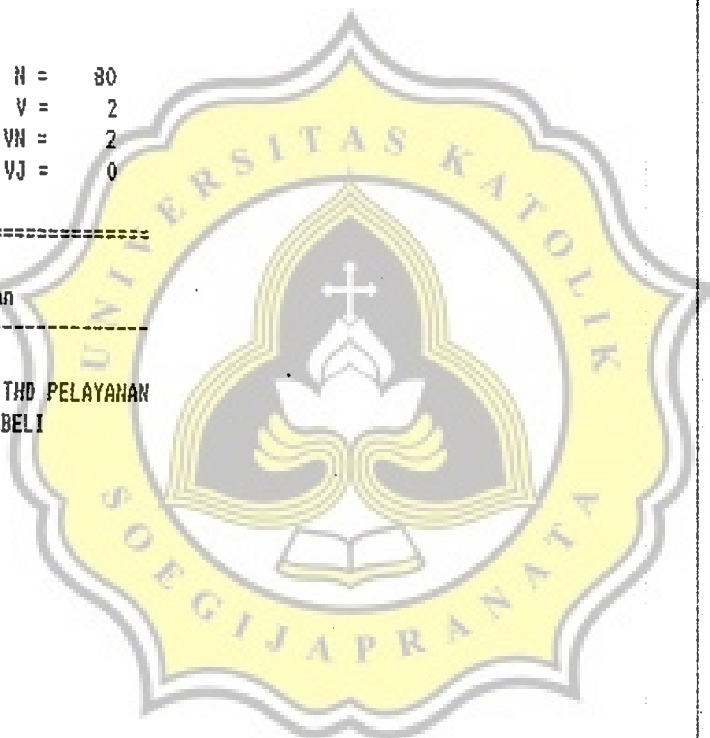 N = 80
V = 2
VN = 2
VJ = 0
===============
an
---------------
THD PELAYANAN
BELI
UNIVERSITAS KATOLIK
SOEGIJAPRANATA